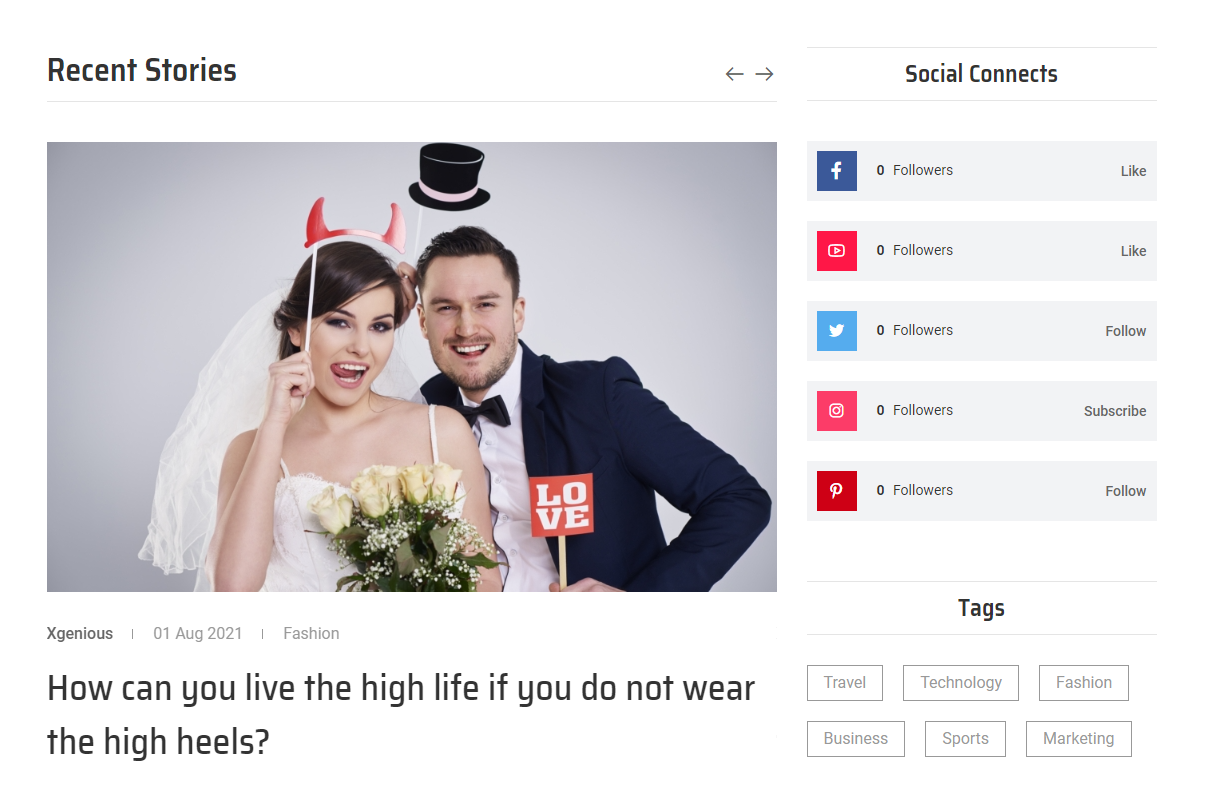 Recent Stories
LO
VE
Xgenious
01 Aug 2021
Fashion
How can you live the high life if you do not wear
the high heels?
Social Connects
0 Followers Like
0 Followers Like
0 Followers Follow
0 Followers Subscribe
0 Followers Follow
Tags
Travel Technology Fashion
Business Sports Marketing